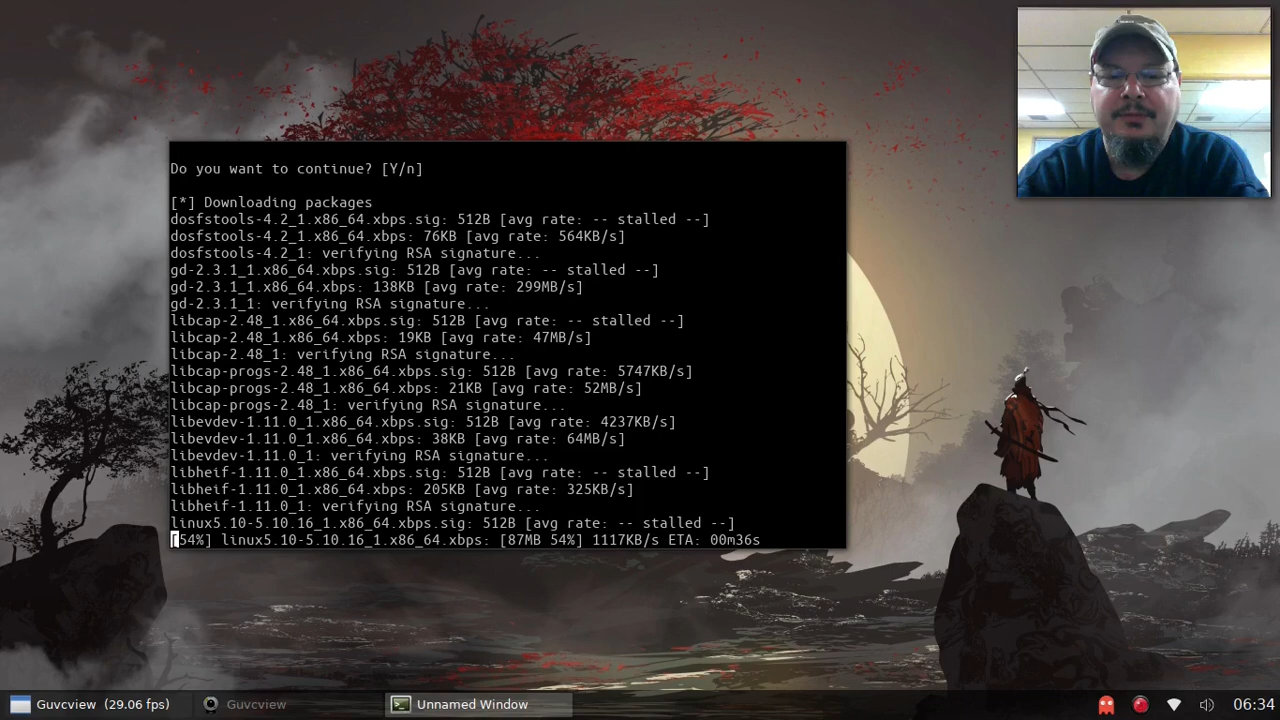 Do you want to continue? [Y/n]
[*] Downloading packages
dosfstools-4.2_1.x86_64.xbps.sig: 512B [avg rate: -- stalled --]
dosfstools-4.2_1.x86_64.xbps: 76KB [avg rate: 564KB/s]
dosfstools-4.2_1: verifying RSA signature...
gd-2.3.1_1.x86_64.xbps.sig: 512B [avg rate: -- stalled --]
gd-2.3.1_1.x86_64.xbps: 138KB [avg rate: 299MB/s]
gd-2.3.1_1: verifying RSA signature...
libcap-2.48_1.x86_64.xbps.sig: 512B [avg rate: -- stalled --]
libcap-2.48_1.x86_64.xbps: 19KB [avg rate: 47MB/s]
libcap-2.48_1: verifying RSA signature...
libcap-progs-2.48_1.x86_64.xbps.sig: 512B [avg rate: 5747KB/s]
libcap-progs-2.48_1.x86_64.xbps: 21KB [avg rate: 52MB/s]
libcap-progs-2.48_1: verifying RSA signature...
libevdev-1.11.0_1.x86_64.xbps.sig: 512B [avg rate: 4237KB/s]
libevdev-1.11.0_1.x86_64.xbps: 38KB [avg rate: 64MB/s]
libevdev-1.11.0_1: verifying RSA signature...
libheif-1.11.0_1.x86_64.xbps.sig: 512B [avg rate: -- stalled --]
libheif-1.11.0_1.x86_64.xbps: 205KB [avg rate: 325KB/s]
libheif-1.11.0_1: verifying RSA signature...
linux5.10-5.10.16_1.x86_64.xbps.sig: 512B [avg rate: -- stalled --]
[54%] linux5.10-5.10.16_1.x86_64.xbps: [87MB 54%] 1117KB/s ETA: 00m36s
Guvcview (29.06 fps)
Guvcview
Unnamed Window
06:34